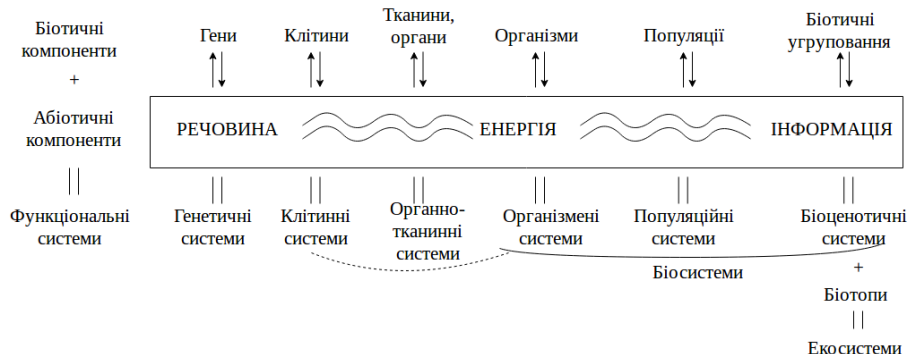 Біотичні
компоненти
+
Абіотичні
компоненти
Функціональні
системи
Гени
Клітини
Тканини,
органи
Організми
Популяції
Біотичні
угруповання
РЕЧОВИНА
ЕНЕРГІЯ
ІНФОРМАЦІЯ
Генетичні
системи
Клітинні
системи
Органно-
тканинні
системи
Організмені
системи
Популяційні
системи
Біоценотичні
системи
Біосистеми
+
Біотопи
Екосистеми